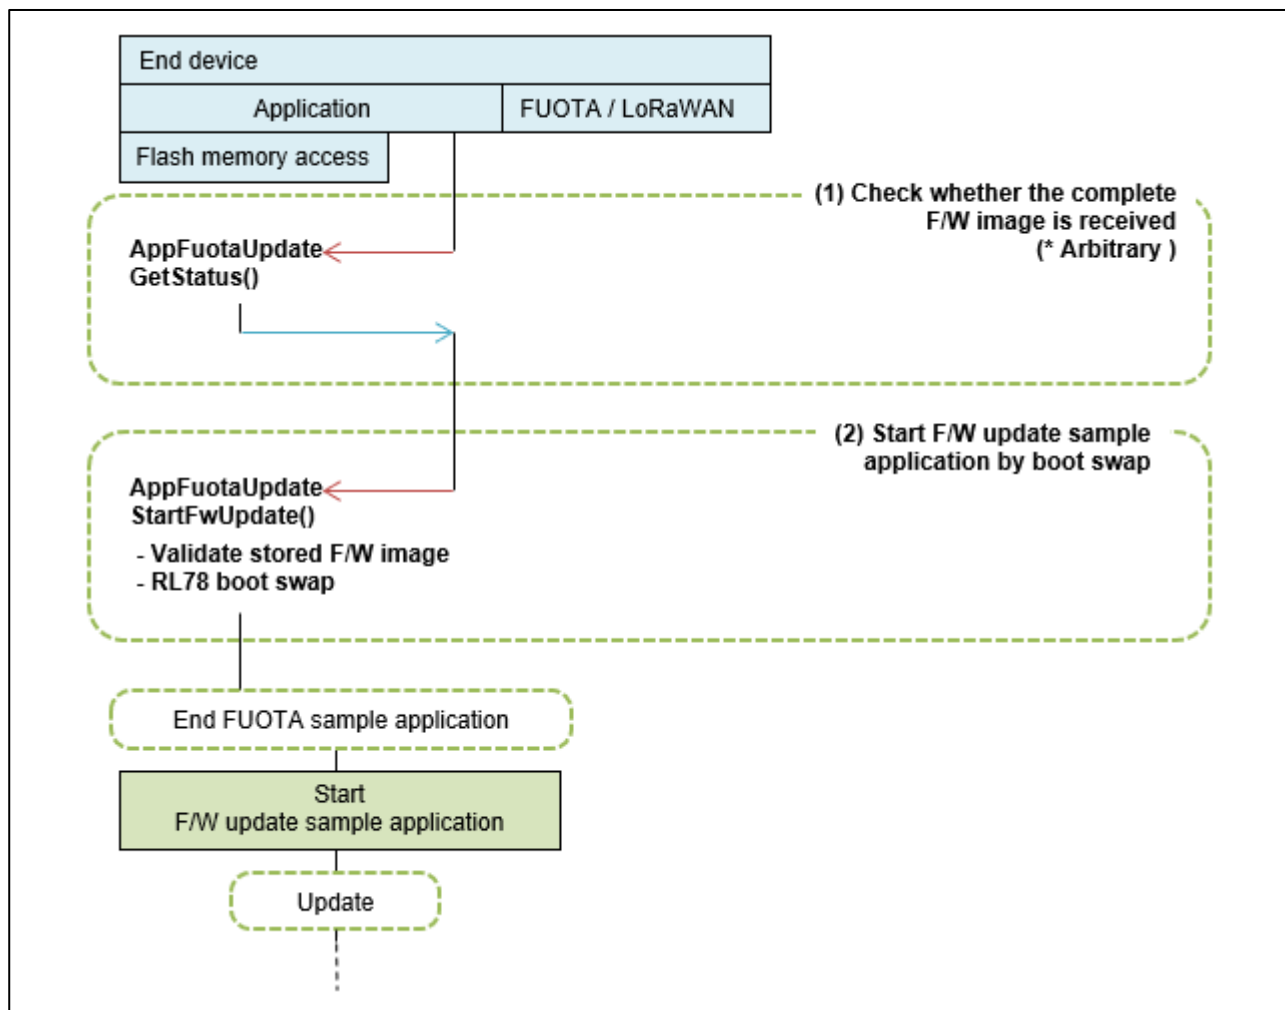 End device
Application
FUOTA / LoRaWAN
Flash memory access
(1) Check whether the complete
F/W image is received
(* Arbitrary )
AppFuotaUpdate
GetStatus()
(2) Start F/W update sample
application by boot swap
AppFuotaUpdate
StartFwUpdate()
- Validate stored F/W image
- RL78 boot swap
End FUOTA sample application
Start
F/W update sample application
Update